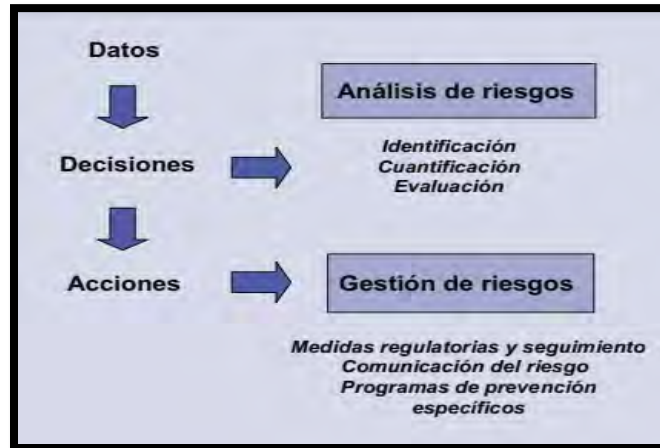 Datos
Análisis de riesgos
Decisiones
Identificación
Cuantificación
Evaluación
Acciones
Gestión de riesgos
Medidas regulatorias y seguimiento
Comunicación del riesgo
Programas de prevención
específicos